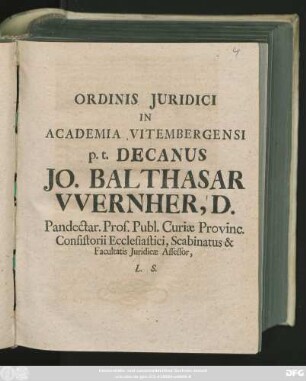 4
ORDINIS JURIDICI
IN
ACADEMIA VITEMBERGENSI
p. t. DECANUS
JO. BALTHASAR
VVERNHER, D.
Pandectar. Prof. Publ. Curiæ Provinc.
Consistorii Ecclesiastici, Scabinatus &
Facultatis Juridicæ Assessor,
L. S.